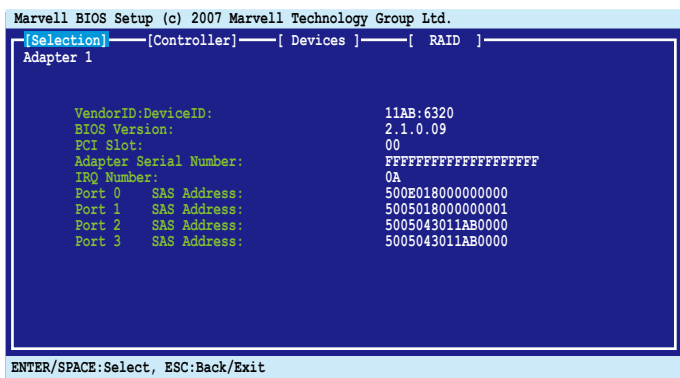 Marvell BIOS Setup (c) 2007 Marvell Technology Group Ltd.
[Selection] [Controller] [ Devices ] [ RAID ]
Adapter 1
VendorID:DeviceID: 11AB:6320
BIOS Version: 2.1.0.09
PCI Slot: 00
Adapter Serial Number: FFFFFFFFFFFFFFFFFFFF
IRQ Number: 0A
Port 0 SAS Address: 500E018000000000
Port 1 SAS Address: 5005018000000001
Port 2 SAS Address: 5005043011AB0000
Port 3 SAS Address: 5005043011AB0000
ENTER/SPACE:Select, ESC:Back/Exit